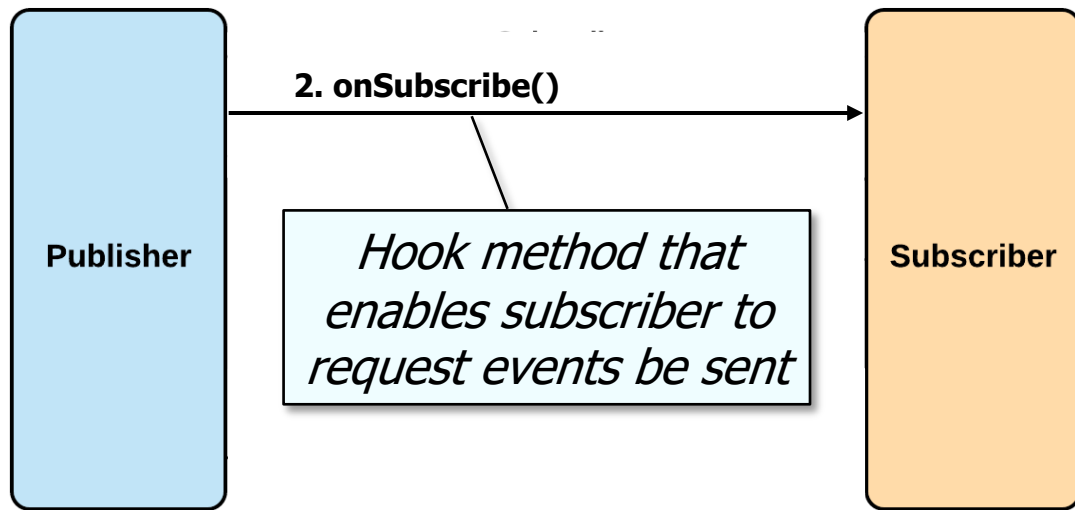 2. onSubscribe()
Publisher
Hook method that
enables subscriber to
request events be sent
Subscriber